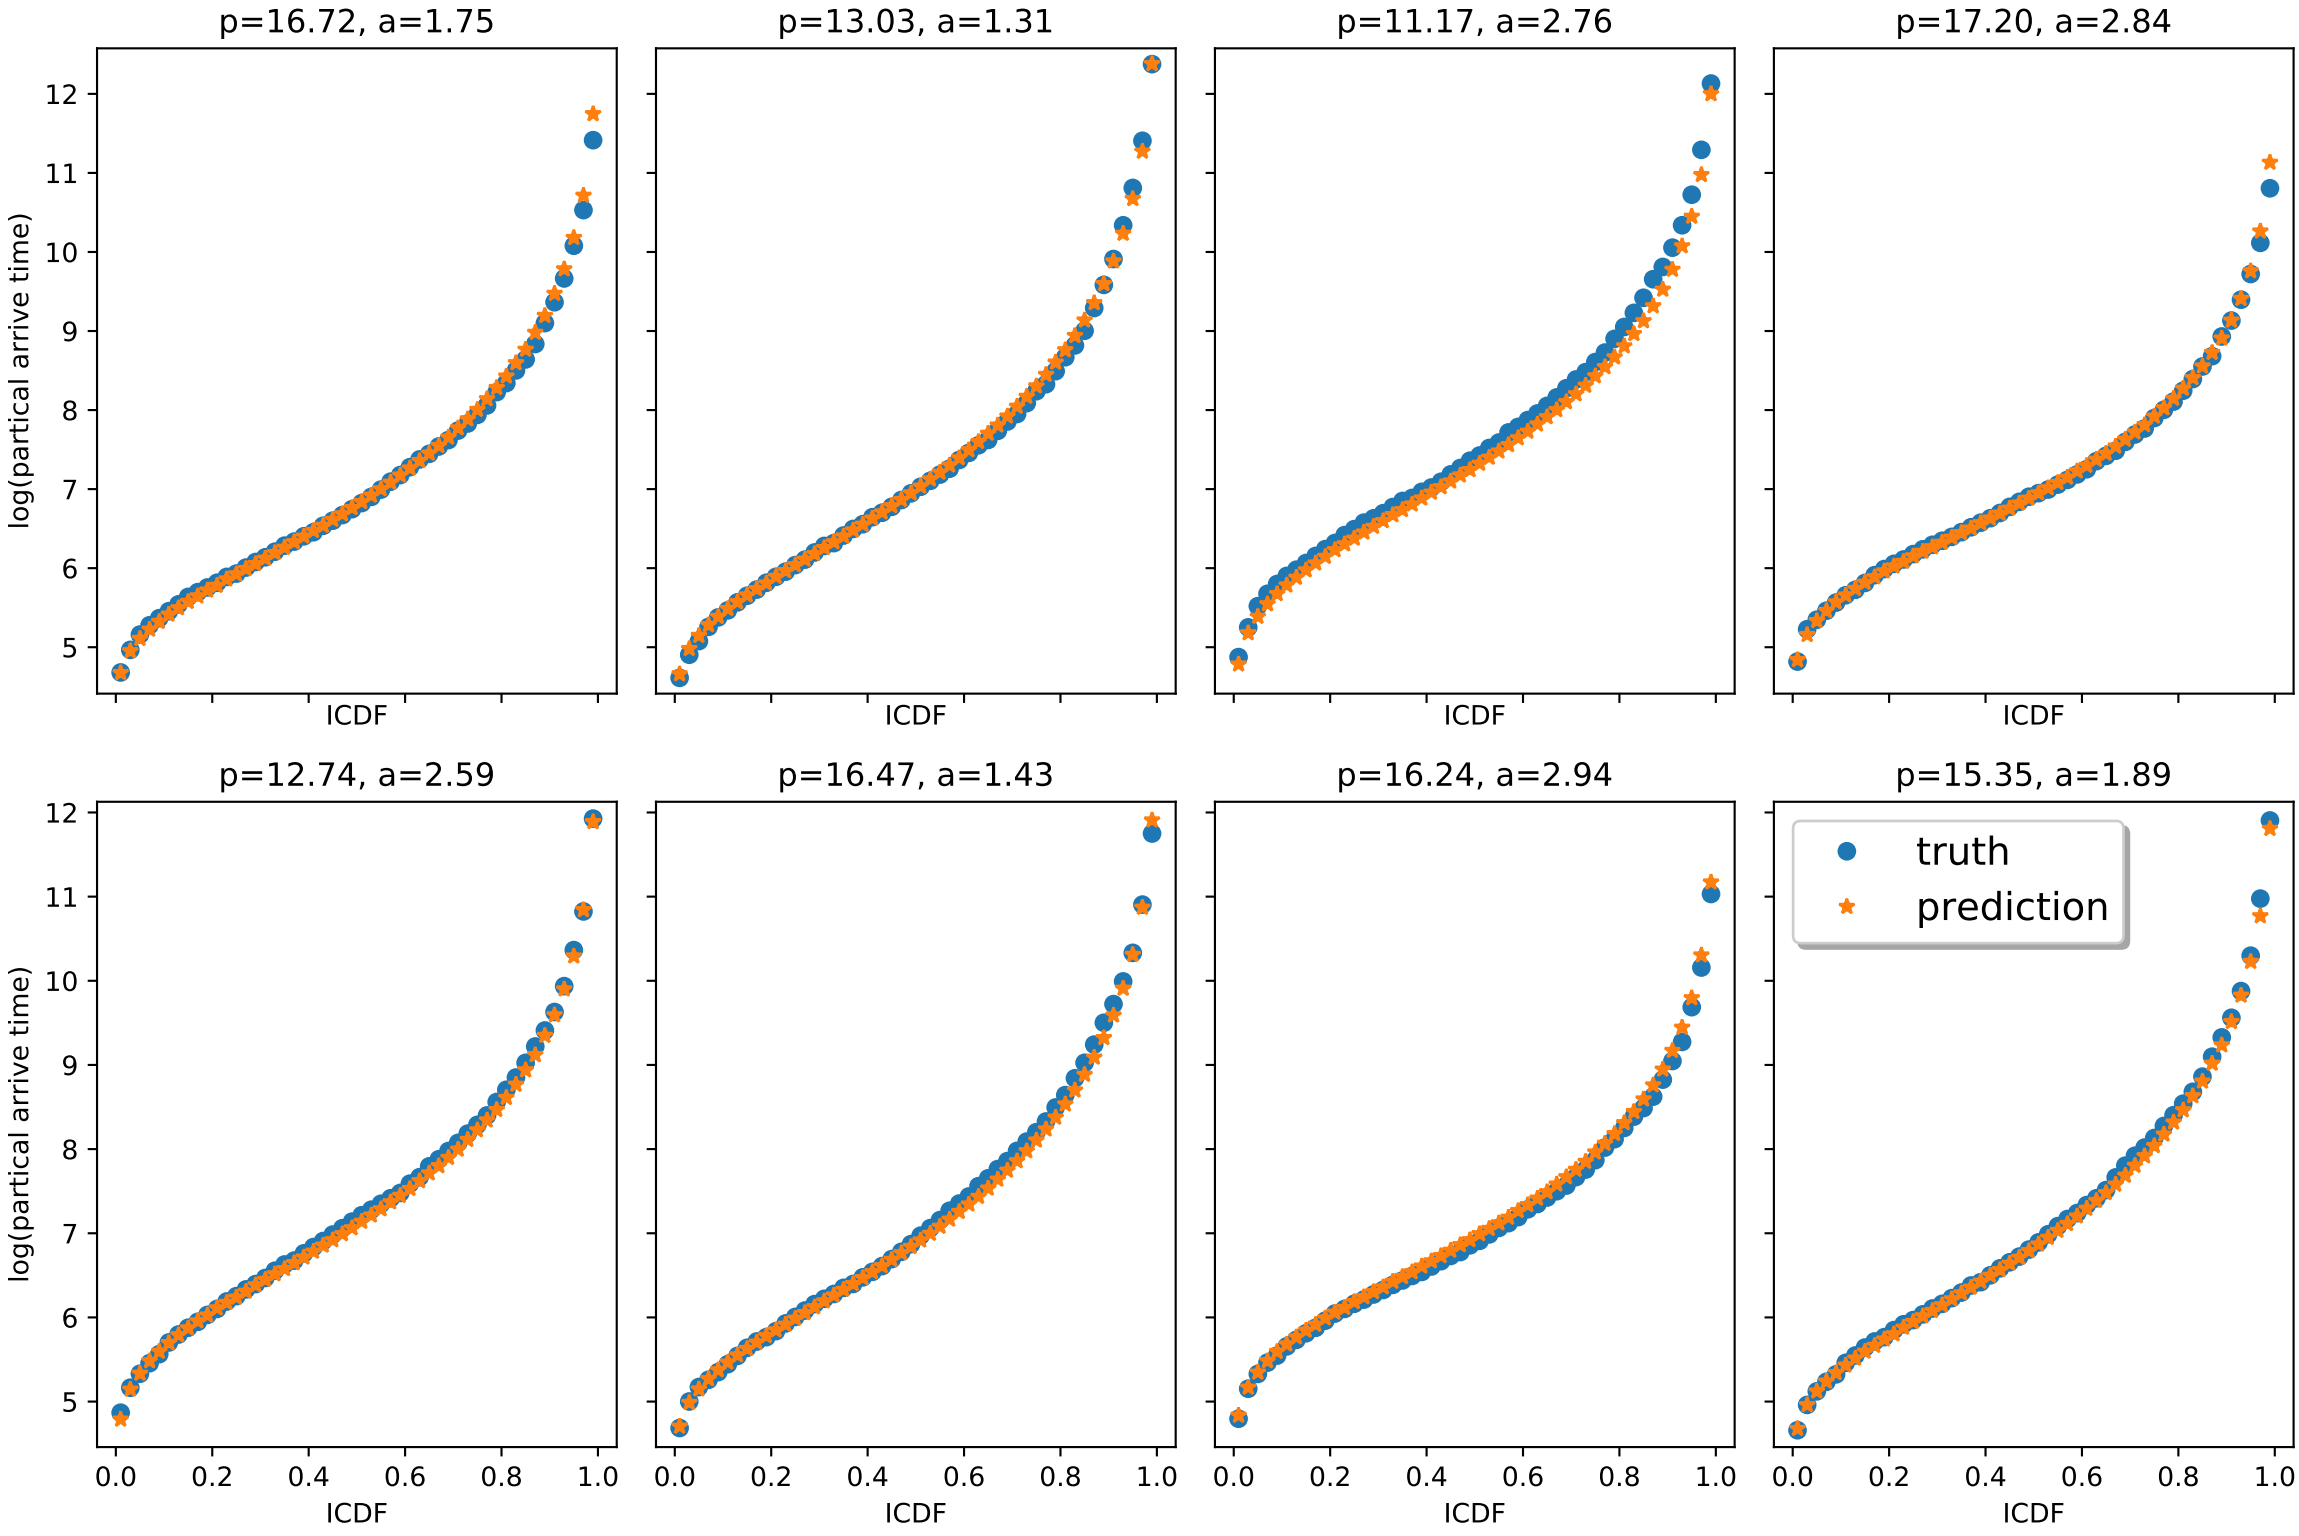 p=16.72, a=1.75
p=13.03, a=1.31
p=11.17, a=2.76
p=17.20, a=2.84
log(partical arrive time)
12
11
10
9
8
7
6
5
ICDF
ICDF
ICDF
ICDF
p=12.74, a=2.59
p=16.47, a=1.43
p=16.24, a=2.94
p=15.35, a=1.89
log(partical arrive time)
12
11
10
9
8
7
6
5
truth
prediction
0.0 0.2 0.4 0.6 0.8 1.0
0.0 0.2 0.4 0.6 0.8 1.0
0.0 0.2 0.4 0.6 0.8 1.0
0.0 0.2 0.4 0.6 0.8 1.0
ICDF
ICDF
ICDF
ICDF